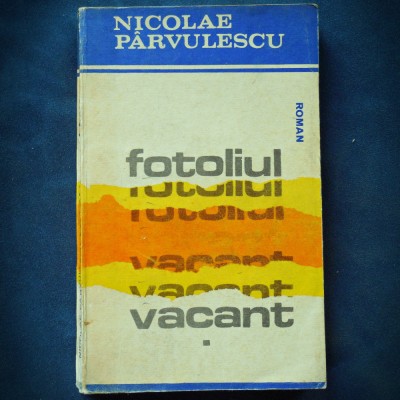 NICOLAE
PÂRVULESCU
ROMAN
fotoliul
fotoliul
fotoliul
vacant
vacant
vacant